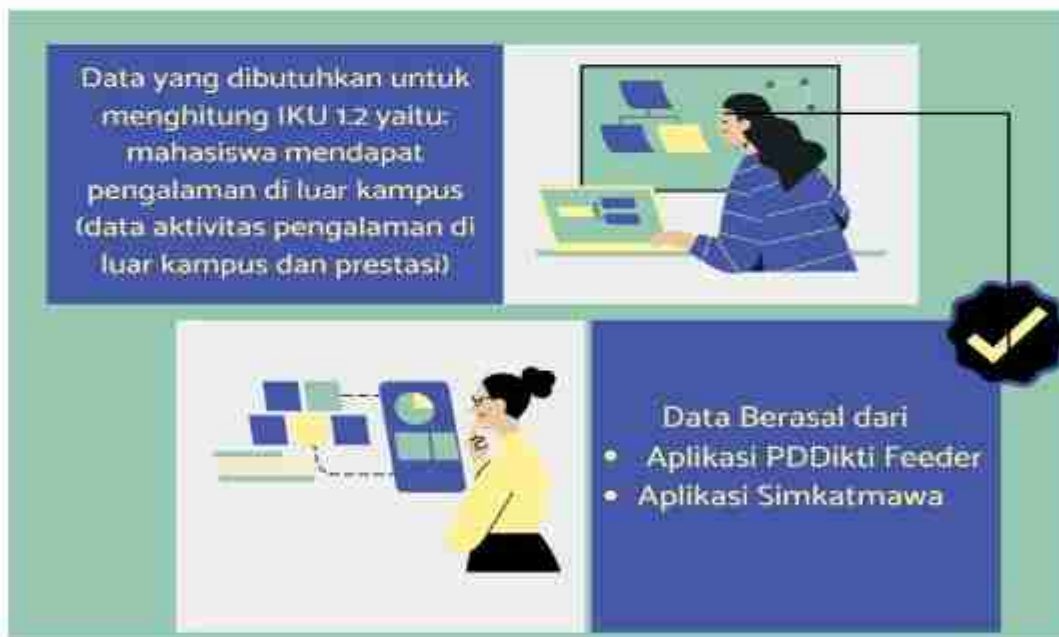 Data yang dibutuhkan untuk
menghitung IKU 1.2 yaitu:
mahasiswa mendapat
pengalaman di luar kampus
(data aktivitas pengalaman di
luar kampus dan prestasi)
Data Berasal dari
• Aplikasi PDDikti Feeder
• Aplikasi Simkatmawa